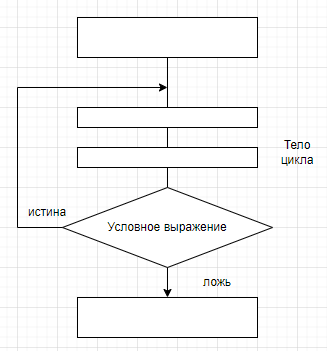 Тело
цикла
истина
Условное выражение
ложь